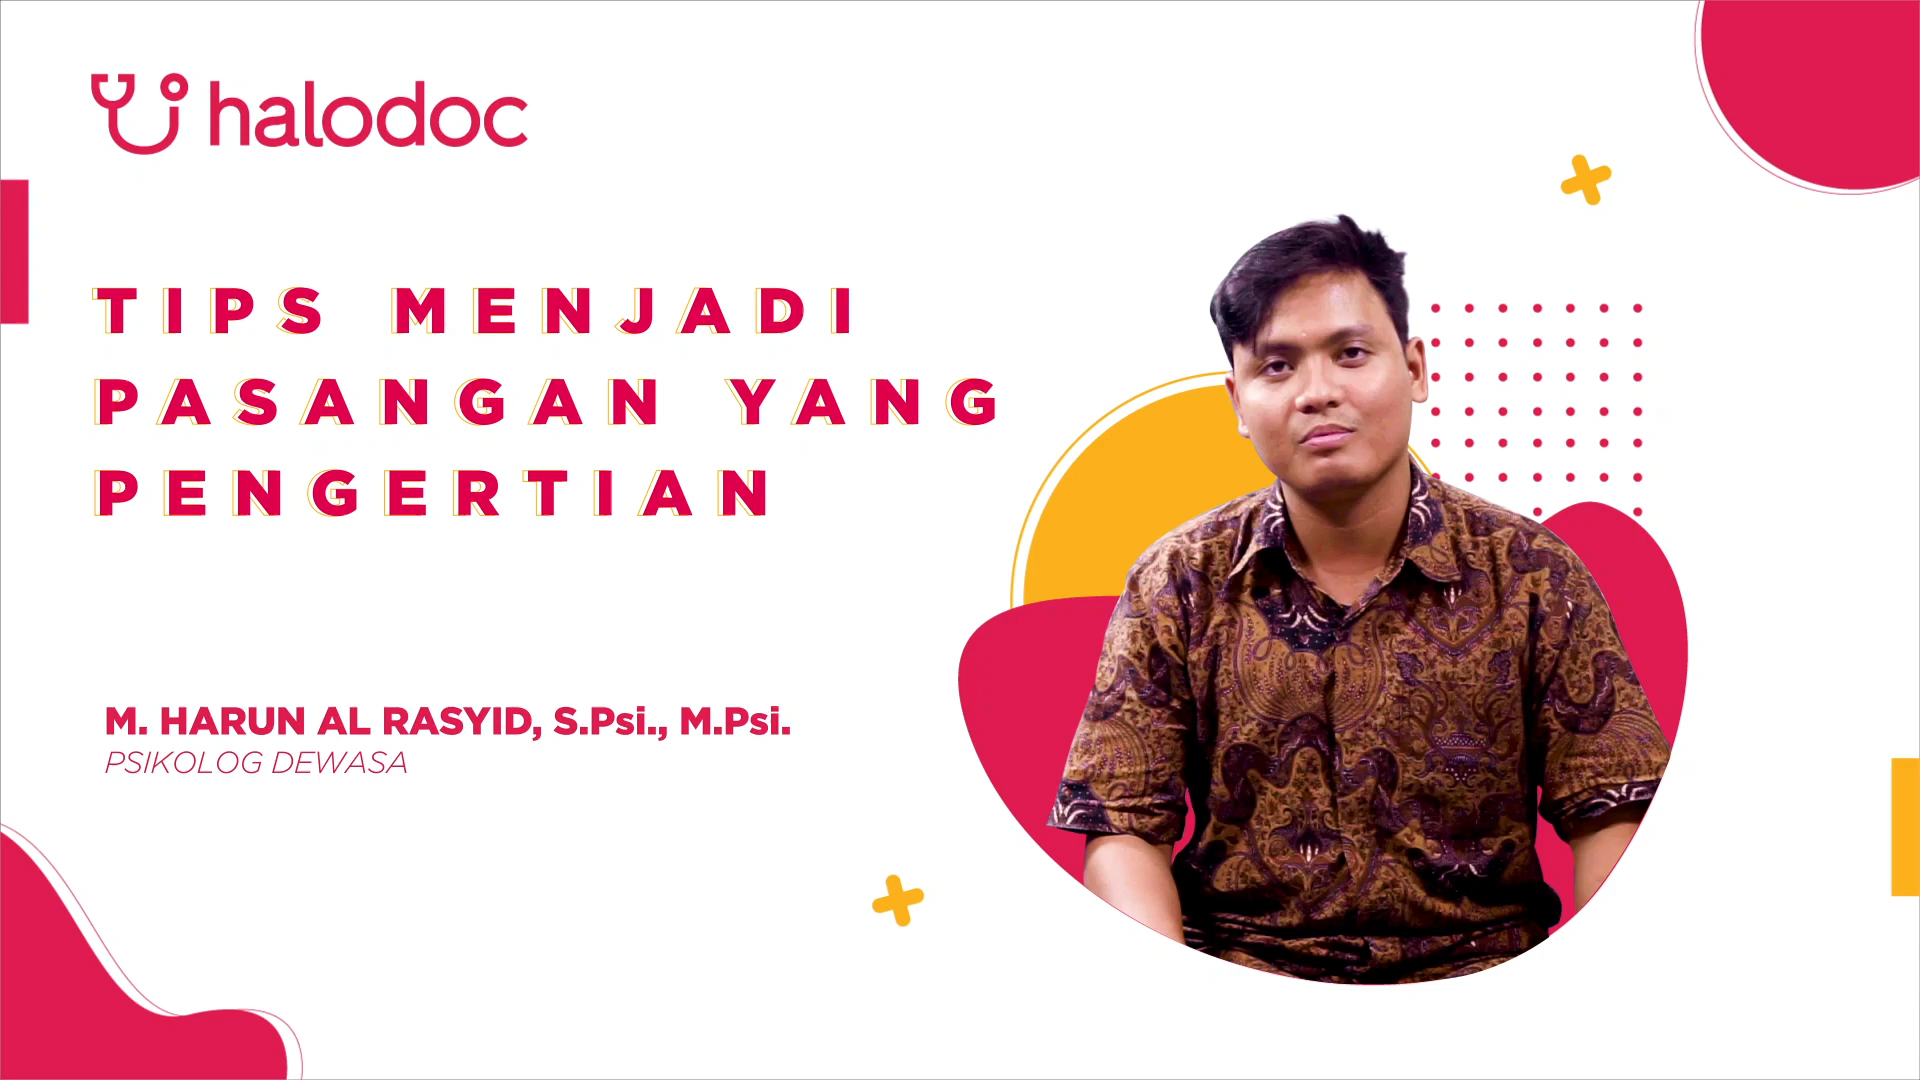 halodoc
TIPS MENJADI
PASANGAN YANG
PENGERTIAN
M. HARUN AL RASYID, S.Psi., M.Psi.
PSIKOLOG DEWASA